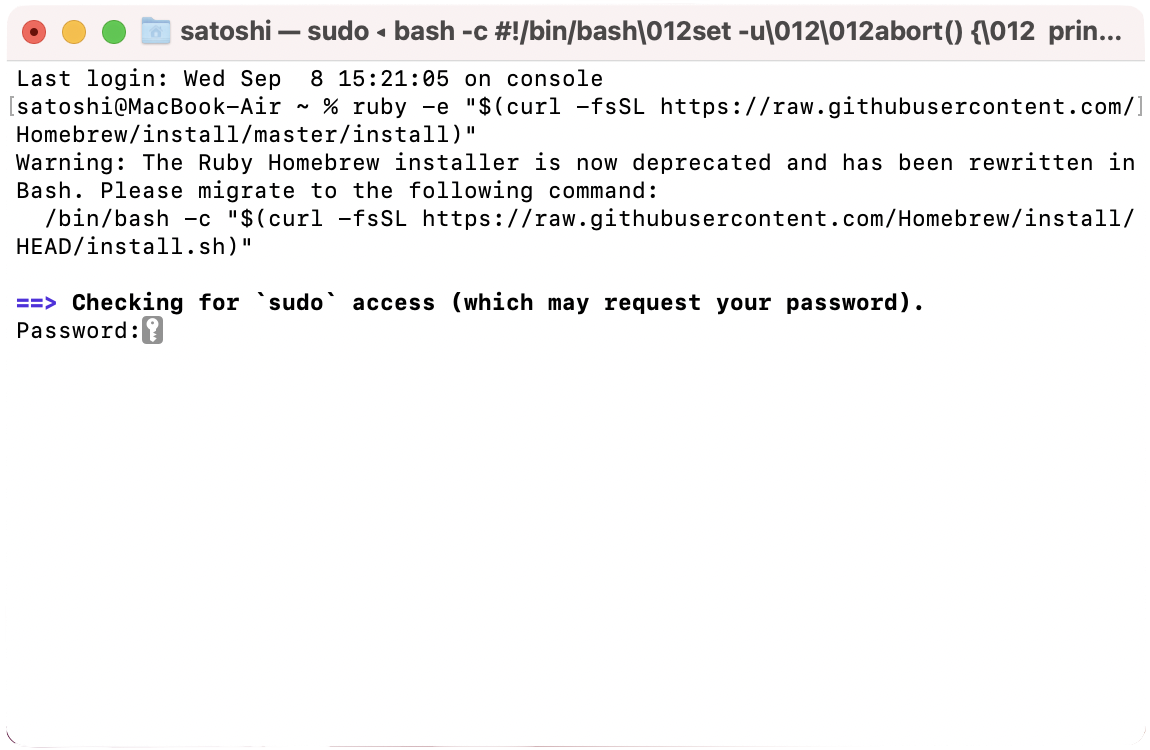 satoshi — sudo ◂ bash -c #!/bin/bash\012set -u\012\012abort() {\012  prin...
Last login: Wed Sep  8 15:21:05 on console
[satoshi@MacBook-Air ~ % ruby -e "$(curl -fsSL https://raw.githubusercontent.com/]
Homebrew/install/master/install)"
Warning: The Ruby Homebrew installer is now deprecated and has been rewritten in
Bash. Please migrate to the following command:
  /bin/bash -c "$(curl -fsSL https://raw.githubusercontent.com/Homebrew/install/
HEAD/install.sh)"
==> Checking for `sudo` access (which may request your password).
Password: